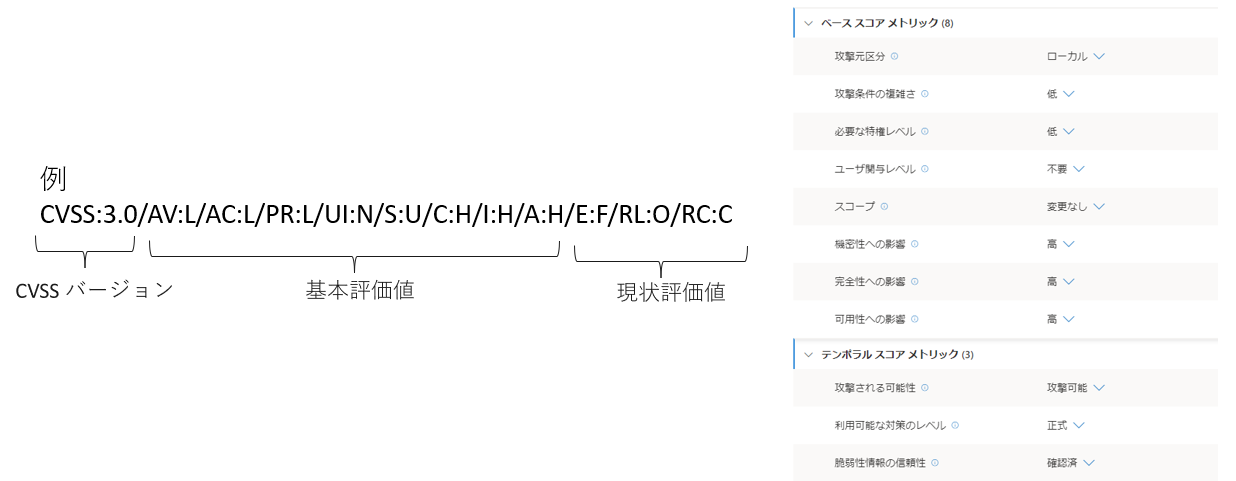 例
CVSS:3.0/AV:L/AC:L/PR:L/UI:N/S:U/C:H/I:H/A:H/E:F/RL:O/RC:C
CVSS バージョン
基本評価値
現状評価値
ベース スコア メトリック (8)
攻撃元区分 ローカル
攻撃条件の複雑さ 低
必要な特権レベル 低
ユーザ関与レベル 不要
スコープ 変更なし
機密性への影響 高
完全性への影響 高
可用性への影響 高
テンポラル スコア メトリック (3)
攻撃される可能性 攻撃可能
利用可能な対策のレベル 正式
脆弱性情報の信頼性 確認済